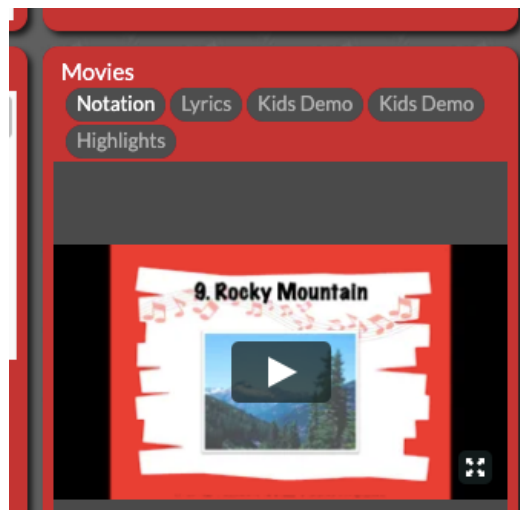 Movies
Notation Lyrics Kids Demo Kids Demo
Highlights
9. Rocky Mountain